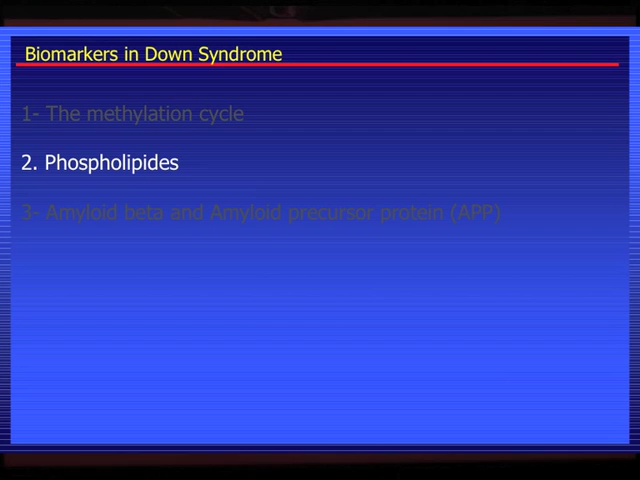 Biomarkers in Down Syndrome
1- The methylation cycle
2. Phospholipides
3- Amyloid beta and Amyloid precursor protein (APP)